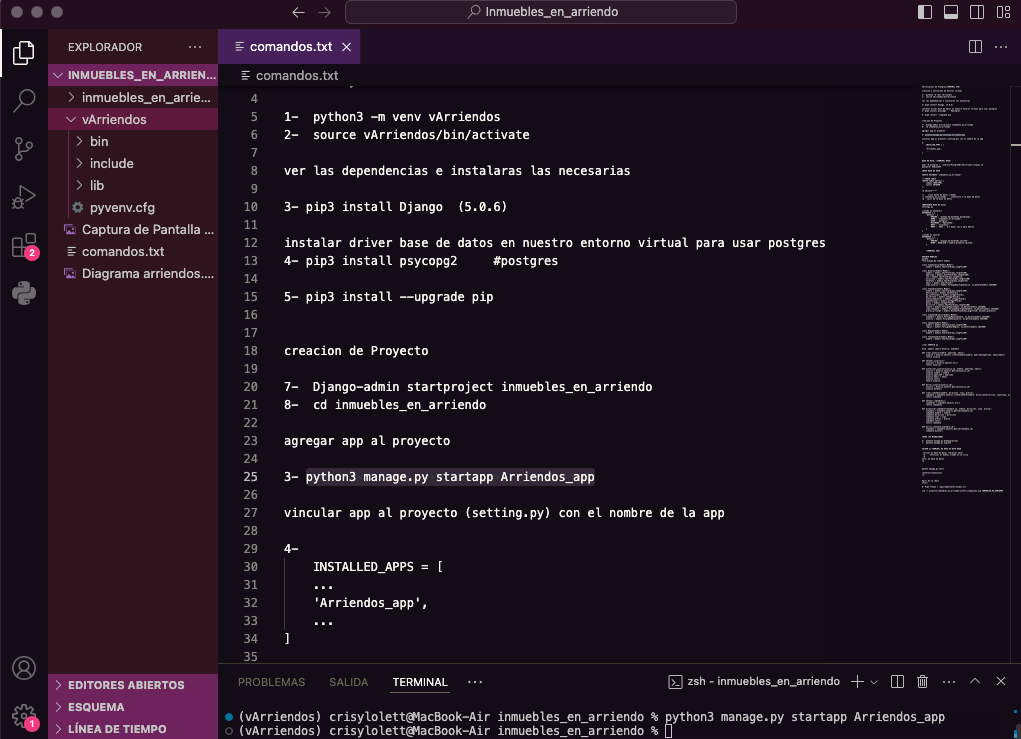 Inmuebles_en_arriendo
EXPLORADOR
INMUEBLES_EN_ARRIEN...
inmuebles_en_arrie...
vArriendos
bin
include
lib
pyvenv.cfg
Captura de Pantalla ...
comandos.txt
Diagrama arriendos....
EDITORES ABIERTOS
ESQUEMA
LÍNEA DE TIEMPO
2
1
comandos.txt
comandos.txt
4
5 1- python3 -m venv vArriendos
6 2- source vArriendos/bin/activate
7
8 ver las dependencias e instalaras las necesarias
9
10 3- pip3 install Django (5.0.6)
11
12 instalar driver base de datos en nuestro entorno virtual para usar postgres
13 4- pip3 install psycopg2 #postgres
14
15 5- pip3 install --upgrade pip
16
17
18 creacion de Proyecto
19
20 7- Django-admin startproject inmuebles_en_arriendo
21 8- cd inmuebles_en_arriendo
22
23 agregar app al proyecto
24
25 3- python3 manage.py startapp Arriendos_app
26
27 vincular app al proyecto (setting.py) con el nombre de la app
28
29 4-
30 INSTALLED_APPS = [
31 ...
32 'Arriendos_app',
33 ...
34 ]
35
PROBLEMAS SALIDA TERMINAL
zsh - inmuebles_en_arriendo
(vArriendos) crisylolett@MacBook-Air inmuebles_en_arriendo % python3 manage.py startapp Arriendos_app
(vArriendos) crisylolett@MacBook-Air inmuebles_en_arriendo %